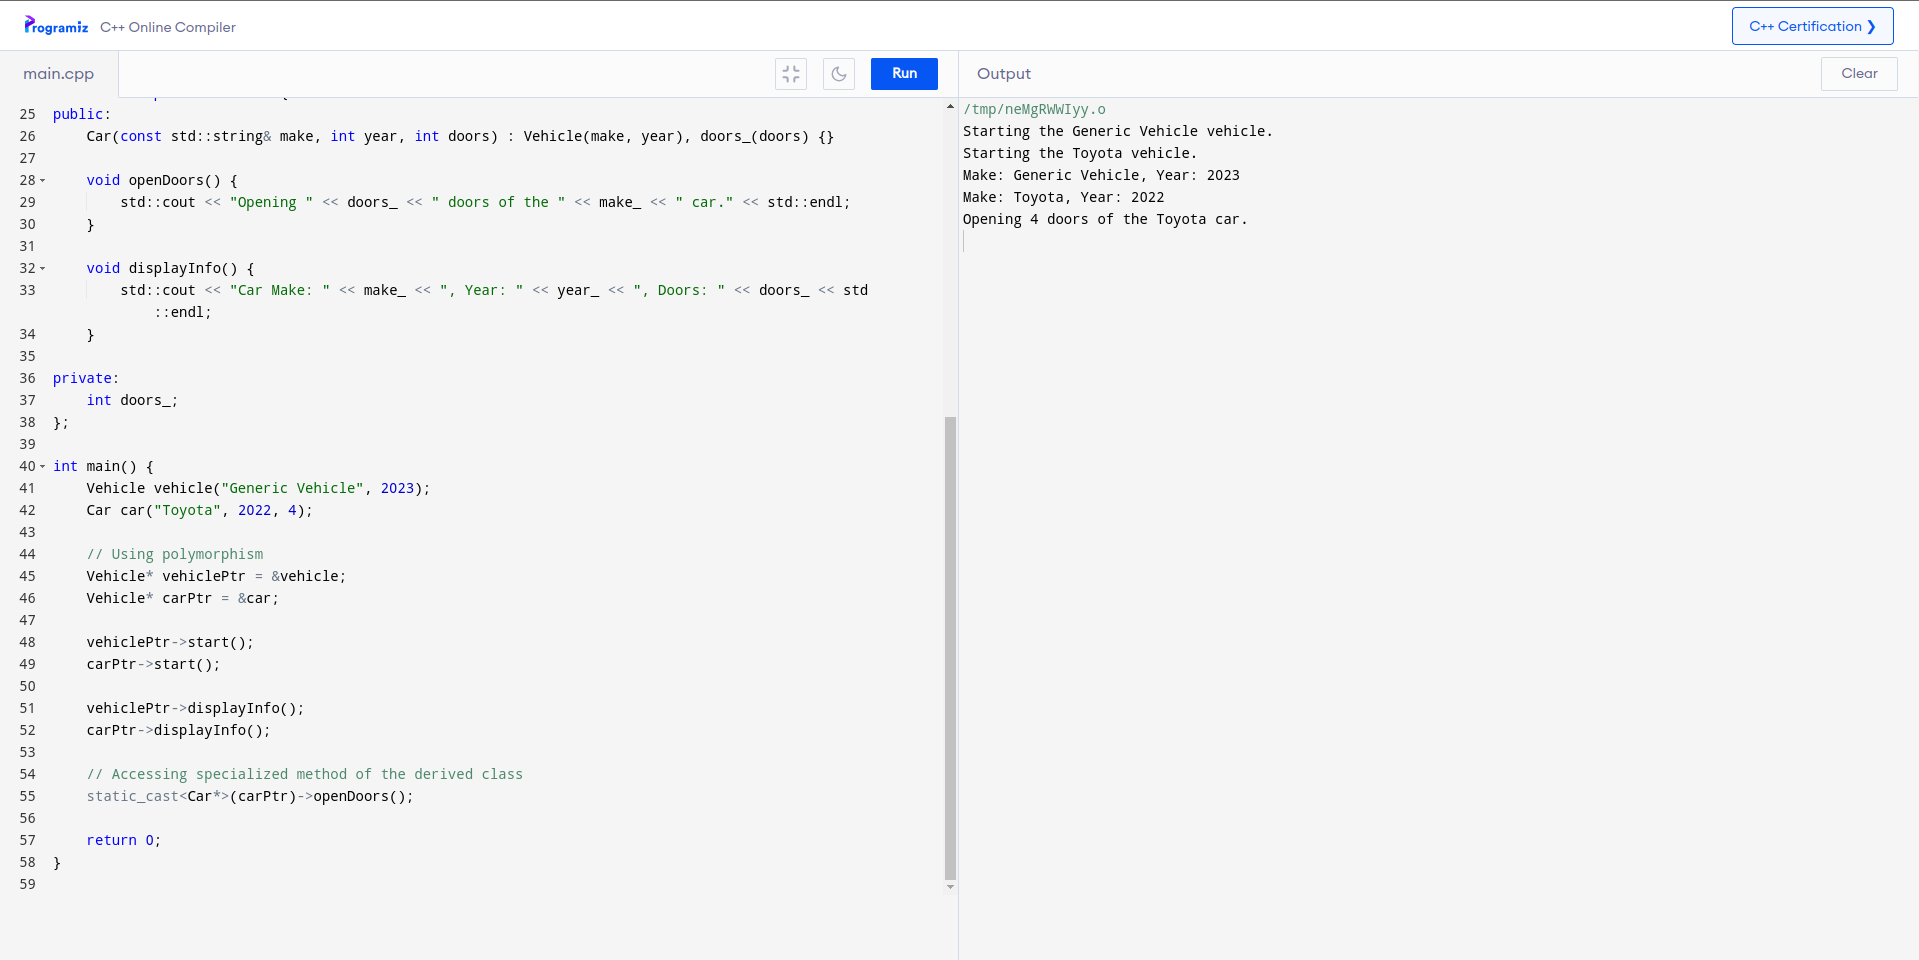 Programiz C++ Online Compiler
C++ Certification ❯
main.cpp
Run
25 public:
26     Car(const std::string& make, int year, int doors) : Vehicle(make, year), doors_(doors) {}
27
28     void openDoors() {
29         std::cout << "Opening " << doors_ << " doors of the " << make_ << " car." << std::endl;
30     }
31
32     void displayInfo() {
33         std::cout << "Car Make: " << make_ << ", Year: " << year_ << ", Doors: " << doors_ << std
            ::endl;
34     }
35
36 private:
37     int doors_;
38 };
39
40 int main() {
41     Vehicle vehicle("Generic Vehicle", 2023);
42     Car car("Toyota", 2022, 4);
43
44     // Using polymorphism
45     Vehicle* vehiclePtr = &vehicle;
46     Vehicle* carPtr = &car;
47
48     vehiclePtr->start();
49     carPtr->start();
50
51     vehiclePtr->displayInfo();
52     carPtr->displayInfo();
53
54     // Accessing specialized method of the derived class
55     static_cast<Car*>(carPtr)->openDoors();
56
57     return 0;
58 }
59
Output
Clear
/tmp/neMgRWWIyy.o
Starting the Generic Vehicle vehicle.
Starting the Toyota vehicle.
Make: Generic Vehicle, Year: 2023
Make: Toyota, Year: 2022
Opening 4 doors of the Toyota car.